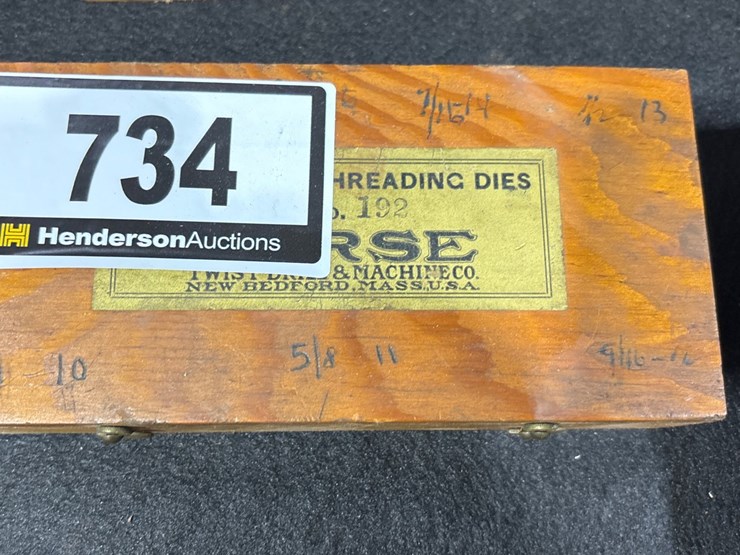 7/16 14
1/2 13
734
HendersonAuctions
HREADING DIES
. 192
RSE
TWIST DRILL & MACHINE CO.
NEW BEDFORD, MASS. U.S.A.
10
5/8 11
9/16-12